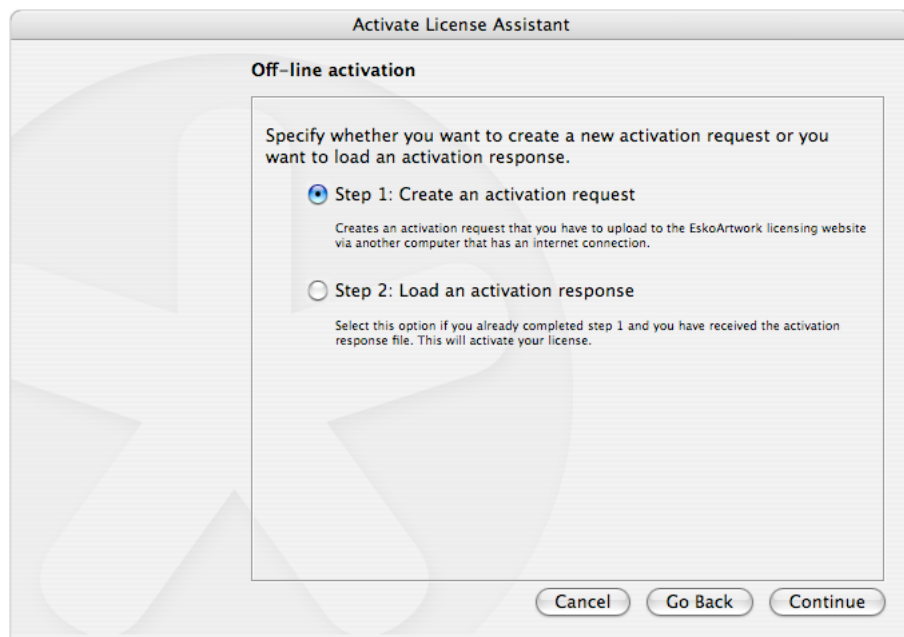 Activate License Assistant
Off-line activation
Specify whether you want to create a new activation request or you
want to load an activation response.
Step 1: Create an activation request
Creates an activation request that you have to upload to the EskoArtwork licensing website
via another computer that has an internet connection.
Step 2: Load an activation response
Select this option if you already completed step 1 and you have received the activation
response file. This will activate your license.
Cancel Go Back Continue